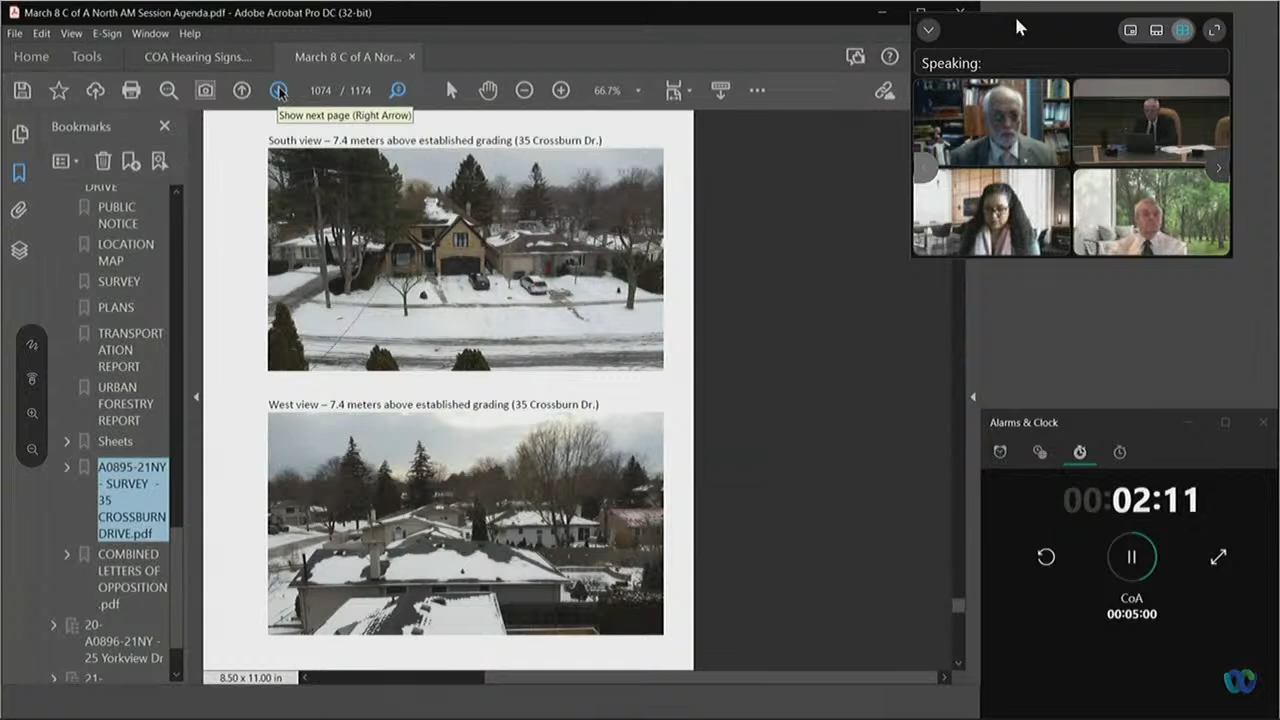 March 8 C of A North AM Session Agenda.pdf - Adobe Acrobat Pro DC (32-bit)
File Edit View E-Sign Window Help
Home Tools COA Hearing Signs.... March 8 C of A Nor...
1074 / 1174 66.7%
Show next page (Right Arrow)
Bookmarks
DRIVE
PUBLIC
NOTICE
LOCATION
MAP
SURVEY
PLANS
TRANSPORT
ATION
REPORT
URBAN
FORESTRY
REPORT
Sheets
A0895-21NY
- SURVEY -
35
CROSSBURN
DRIVE.pdf
COMBINED
LETTERS OF
OPPOSITION
.pdf
20-
A0896-21NY -
25 Yorkview Dr
21-
South view – 7.4 meters above established grading (35 Crossburn Dr.)
West view – 7.4 meters above established grading (35 Crossburn Dr.)
8.50 x 11.00 in
Speaking:
Alarms & Clock
00:02:11
CoA
00:05:00